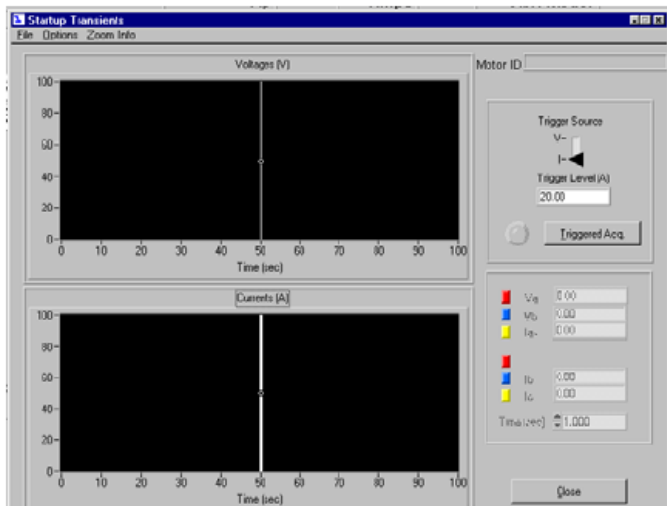 Startup Transients
File Options Zoom Info
Voltages (V)
100
80
60
40
20
0
0 10 20 30 40 50 60 70 80 90 100
Time (sec)
Currents (A)
100
80
60
40
20
0
0 10 20 30 40 50 60 70 80 90 100
Time (sec)
Motor ID
Trigger Source
V
I
Trigger Level (A)
20.00
Triggered Acq.
Va 0.00
Vb 0.00
0.00
Ib 0.00
Ic 0.00
Time (sec) 1.000
Close